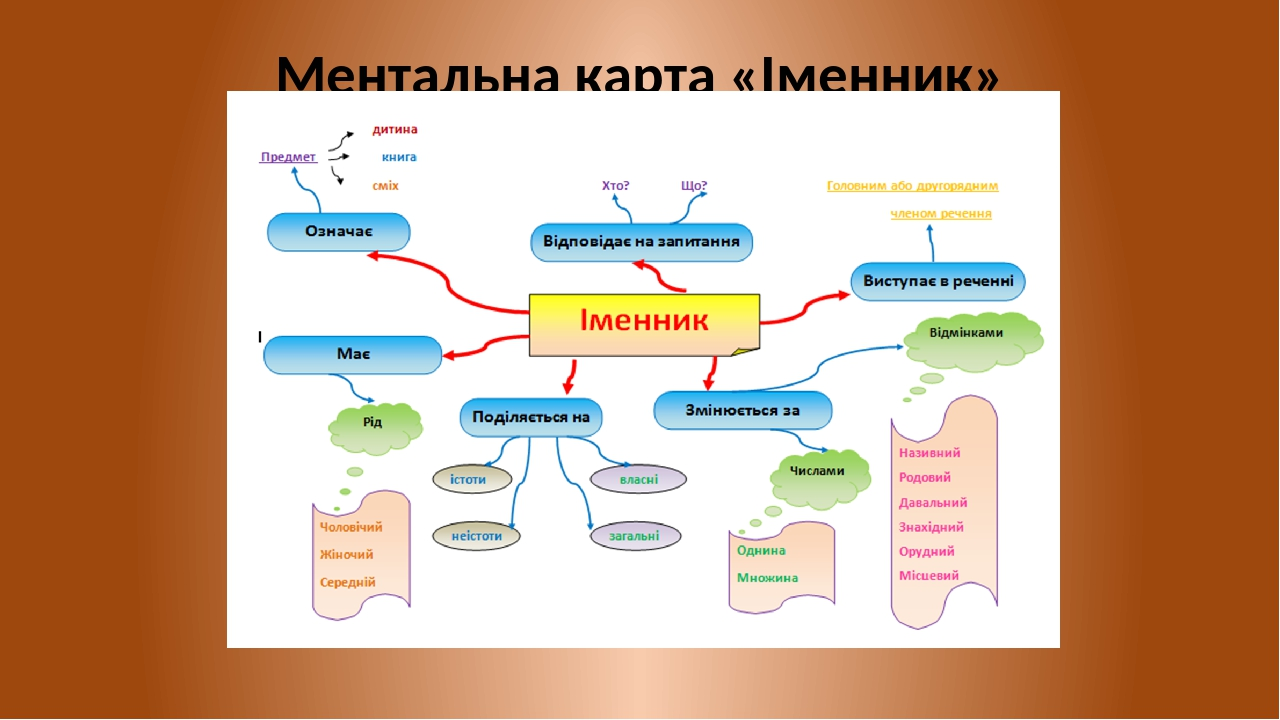 Ментальна карта «Іменник»
дитина
Предмет
книга
сміх
Означає
Хто?
Що?
Відповідає на запитання
Головним або другорядним
членом речення
Виступає в реченні
Іменник
І
Має
Рід
Чоловічий
Жіночий
Середній
Поділяється на
істоти
власні
неістоти
загальні
Змінюється за
Числами
Однина
Множина
Відмінками
Називний
Родовий
Давальний
Знахідний
Орудний
Місцевий